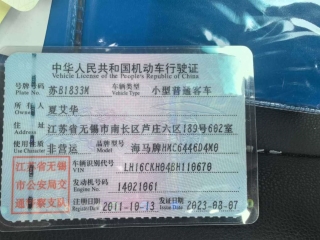 中华人民共和国机动车行驶证
Vehicle License of the People's Republic of China
号牌号码 苏B1833M 车辆类型 小型普通客车
Plate No. Vehicle Type
所有人 夏艾华
Owner
住址 江苏省无锡市南长区芦庄六区189号602室
使用性质 非营运 品牌型号 海马牌HMC6446D4M0
江苏省无锡市公安局交通巡警支队
车辆识别代号 LH16CKH04BH110670
VIN
发动机号码 14021061
Engine No.
注册日期 2011-10-13 发证日期 2023-08-07